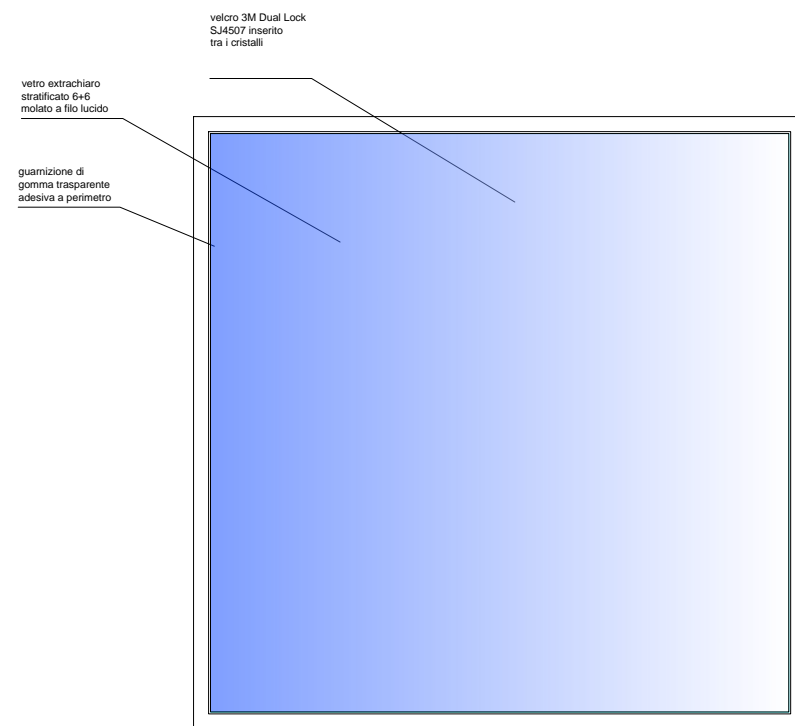 velcro 3M Dual Lock
SJ4507 inserito
tra i cristalli
vetro extrachiaro
stratificato 6+6
molato a filo lucido
guarnizione di
gomma trasparente
adesiva a perimetro